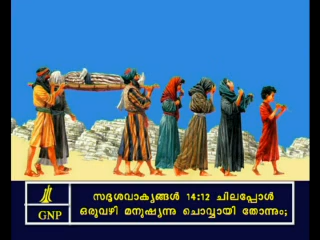 സദൃശവാക്യങ്ങൾ 14:12 ചിലപ്പോൾ
ഒരുവഴി മനുഷ്യന്നു ചൊവ്വായി തോന്നും;
GNP